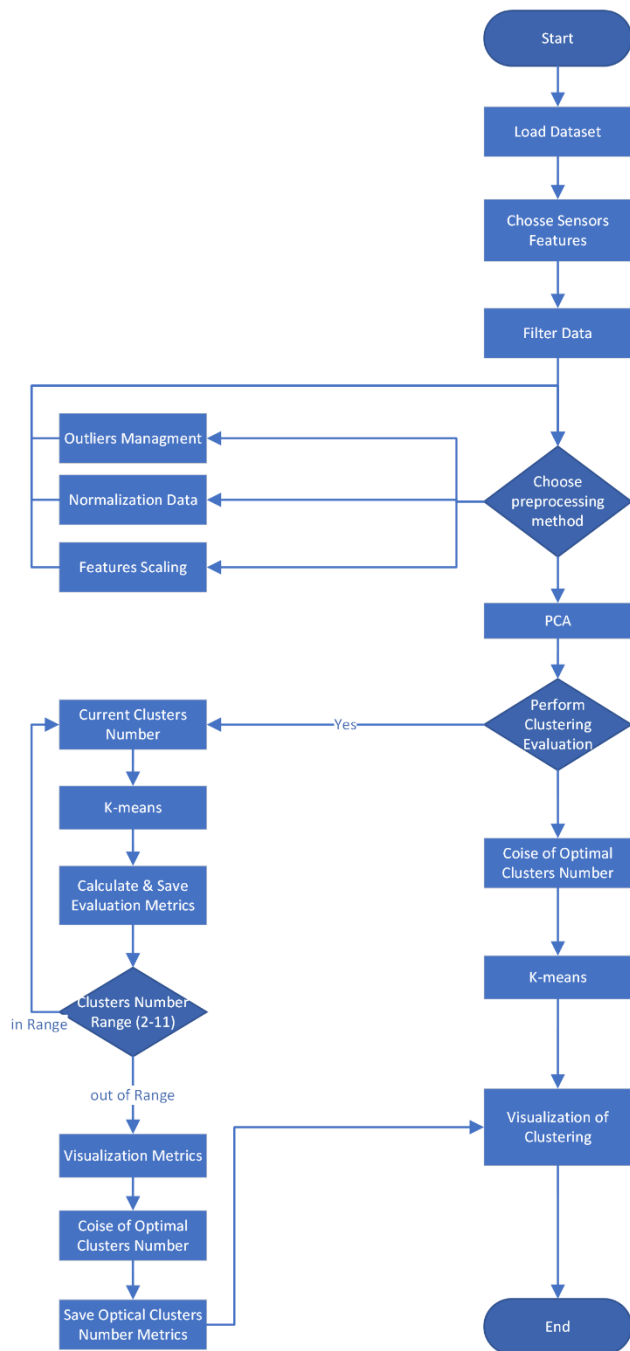 Start
Load Dataset
Chosse Sensors
Features
Filter Data
Outliers Managment
Normalization Data
Features Scaling
Choose
preprocessing
method
PCA
Perform
Clustering
Evaluation
Yes
Current Clusters
Number
K-means
Calculate & Save
Evaluation Metrics
Clusters Number
Range (2-11)
in Range
out of Range
Visualization Metrics
Coise of Optimal
Clusters Number
Save Optical Clusters
Number Metrics
Coise of Optimal
Clusters Number
K-means
Visualization of
Clustering
End